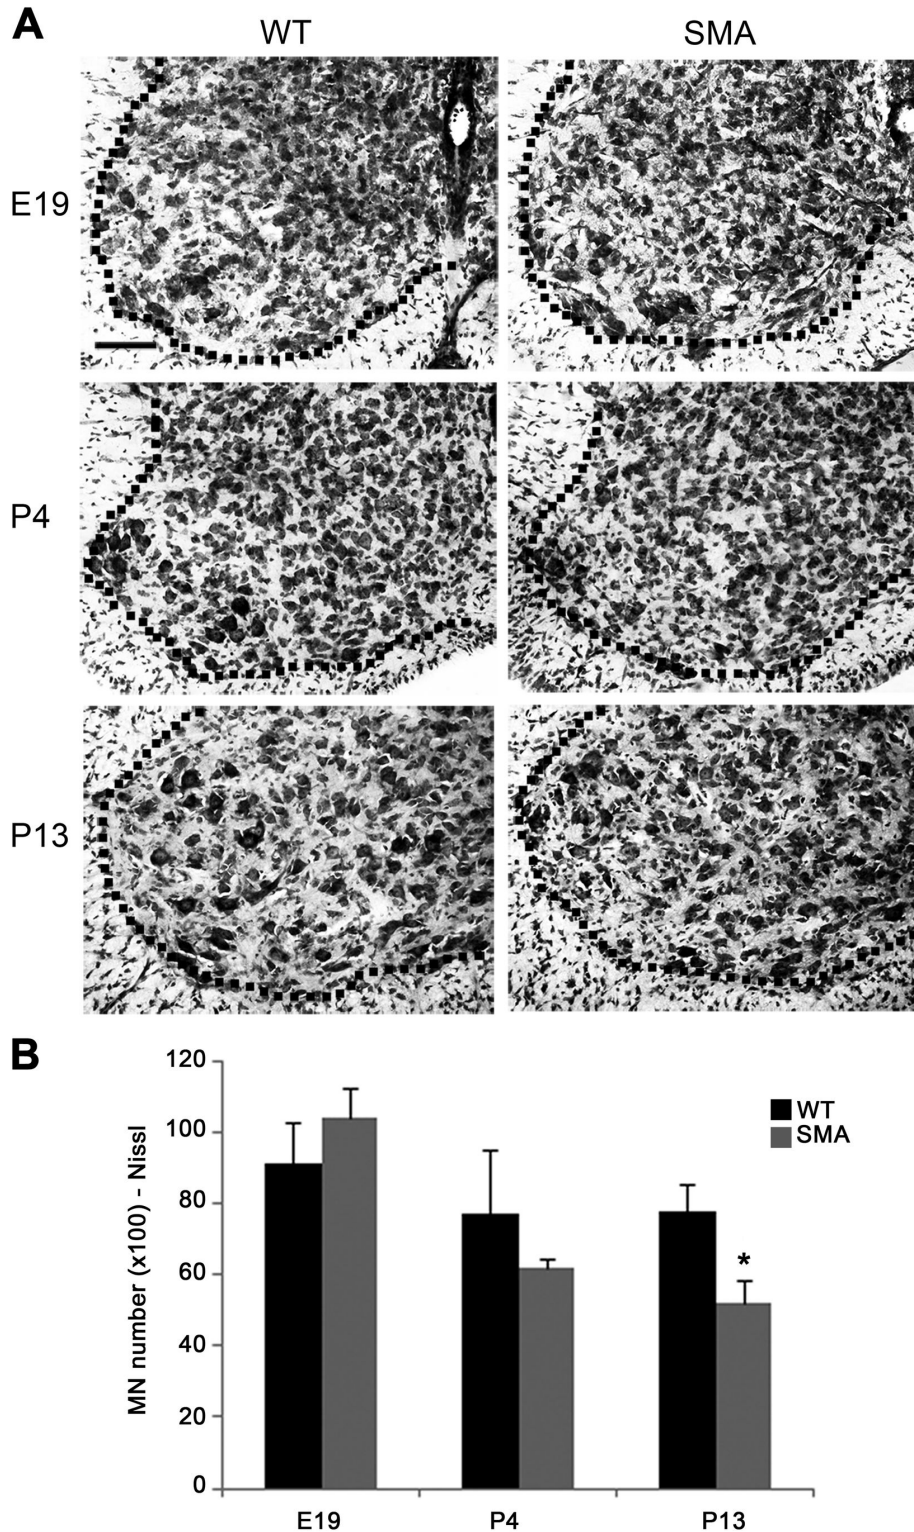 A
WT SMA
E19
P4
P13
B
120
100
80
60
40
20
0
MN number (x100) - Nissl
WT
SMA
*
E19 P4 P13